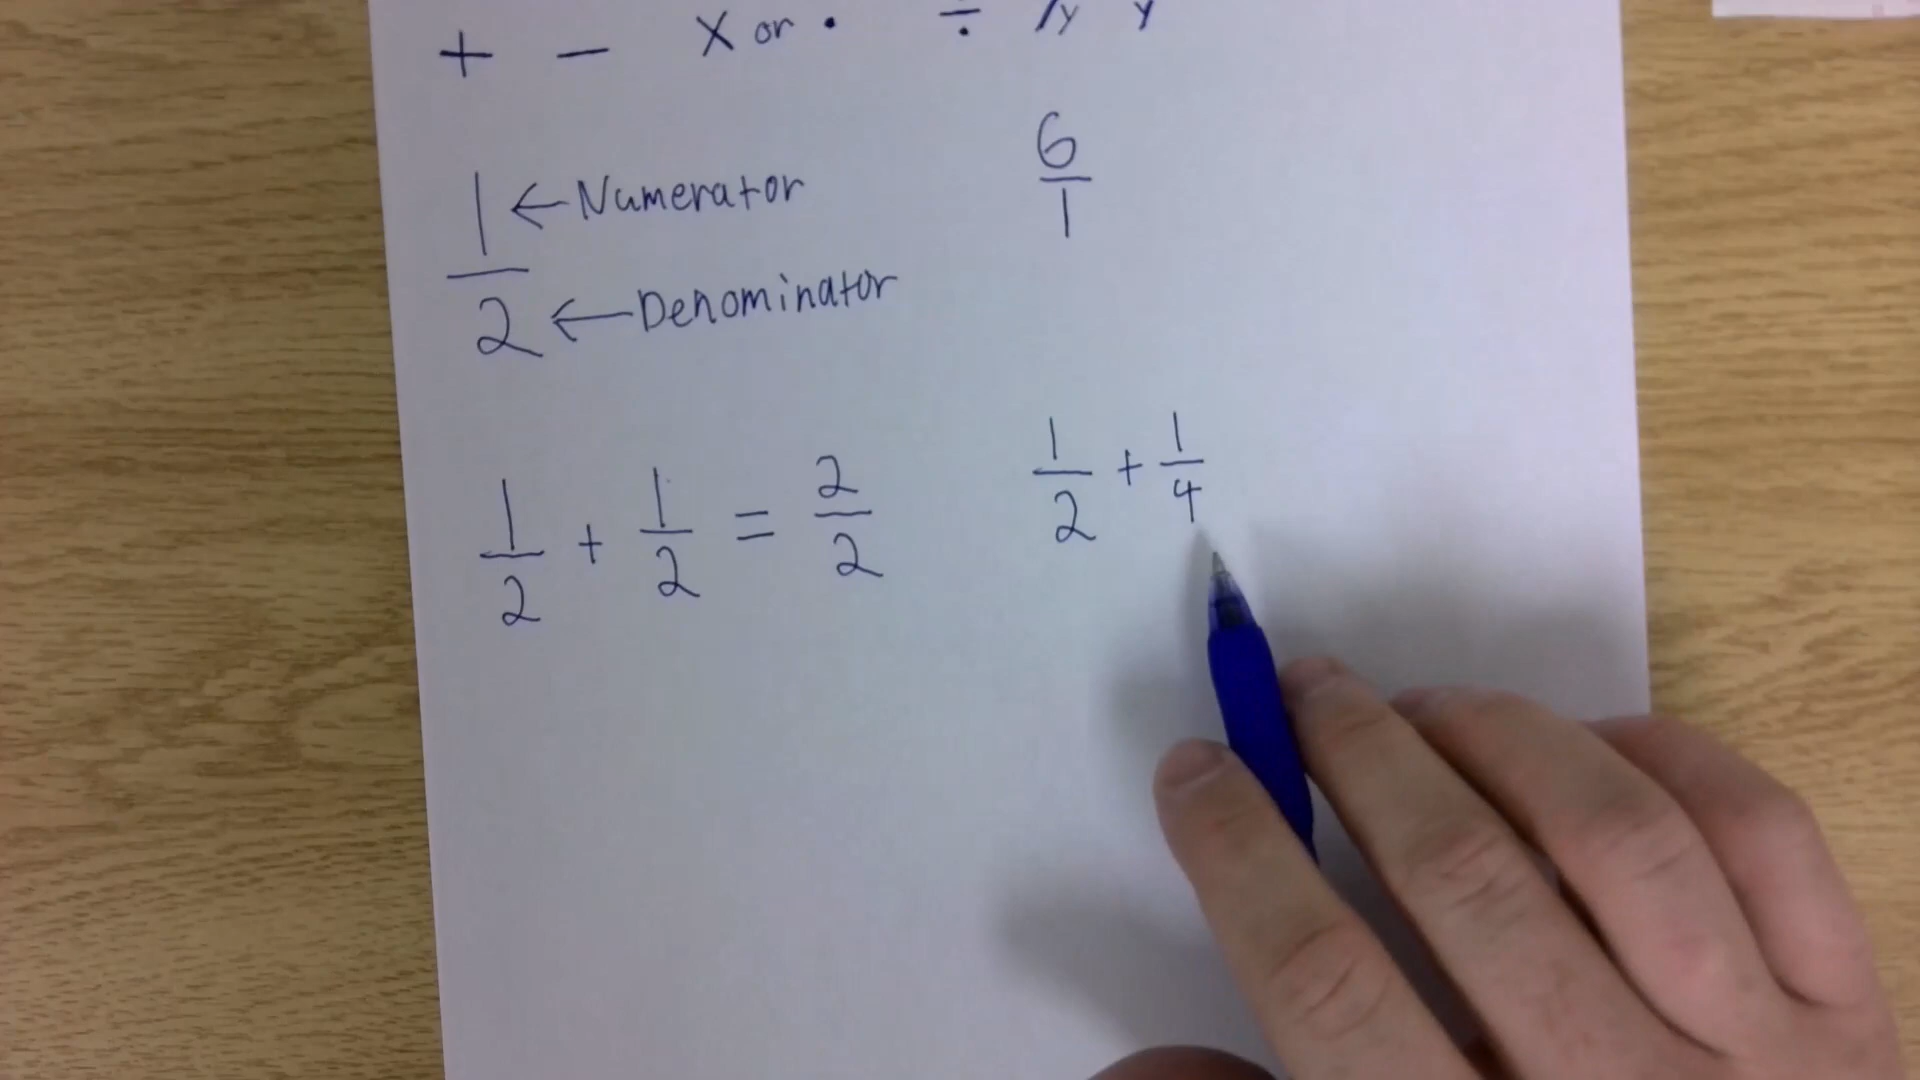 + − X or · ÷ /y y
1 ← Numerator
2 ← Denominator
6
1
1/2 + 1/2 = 2/2
1/2 + 1/4